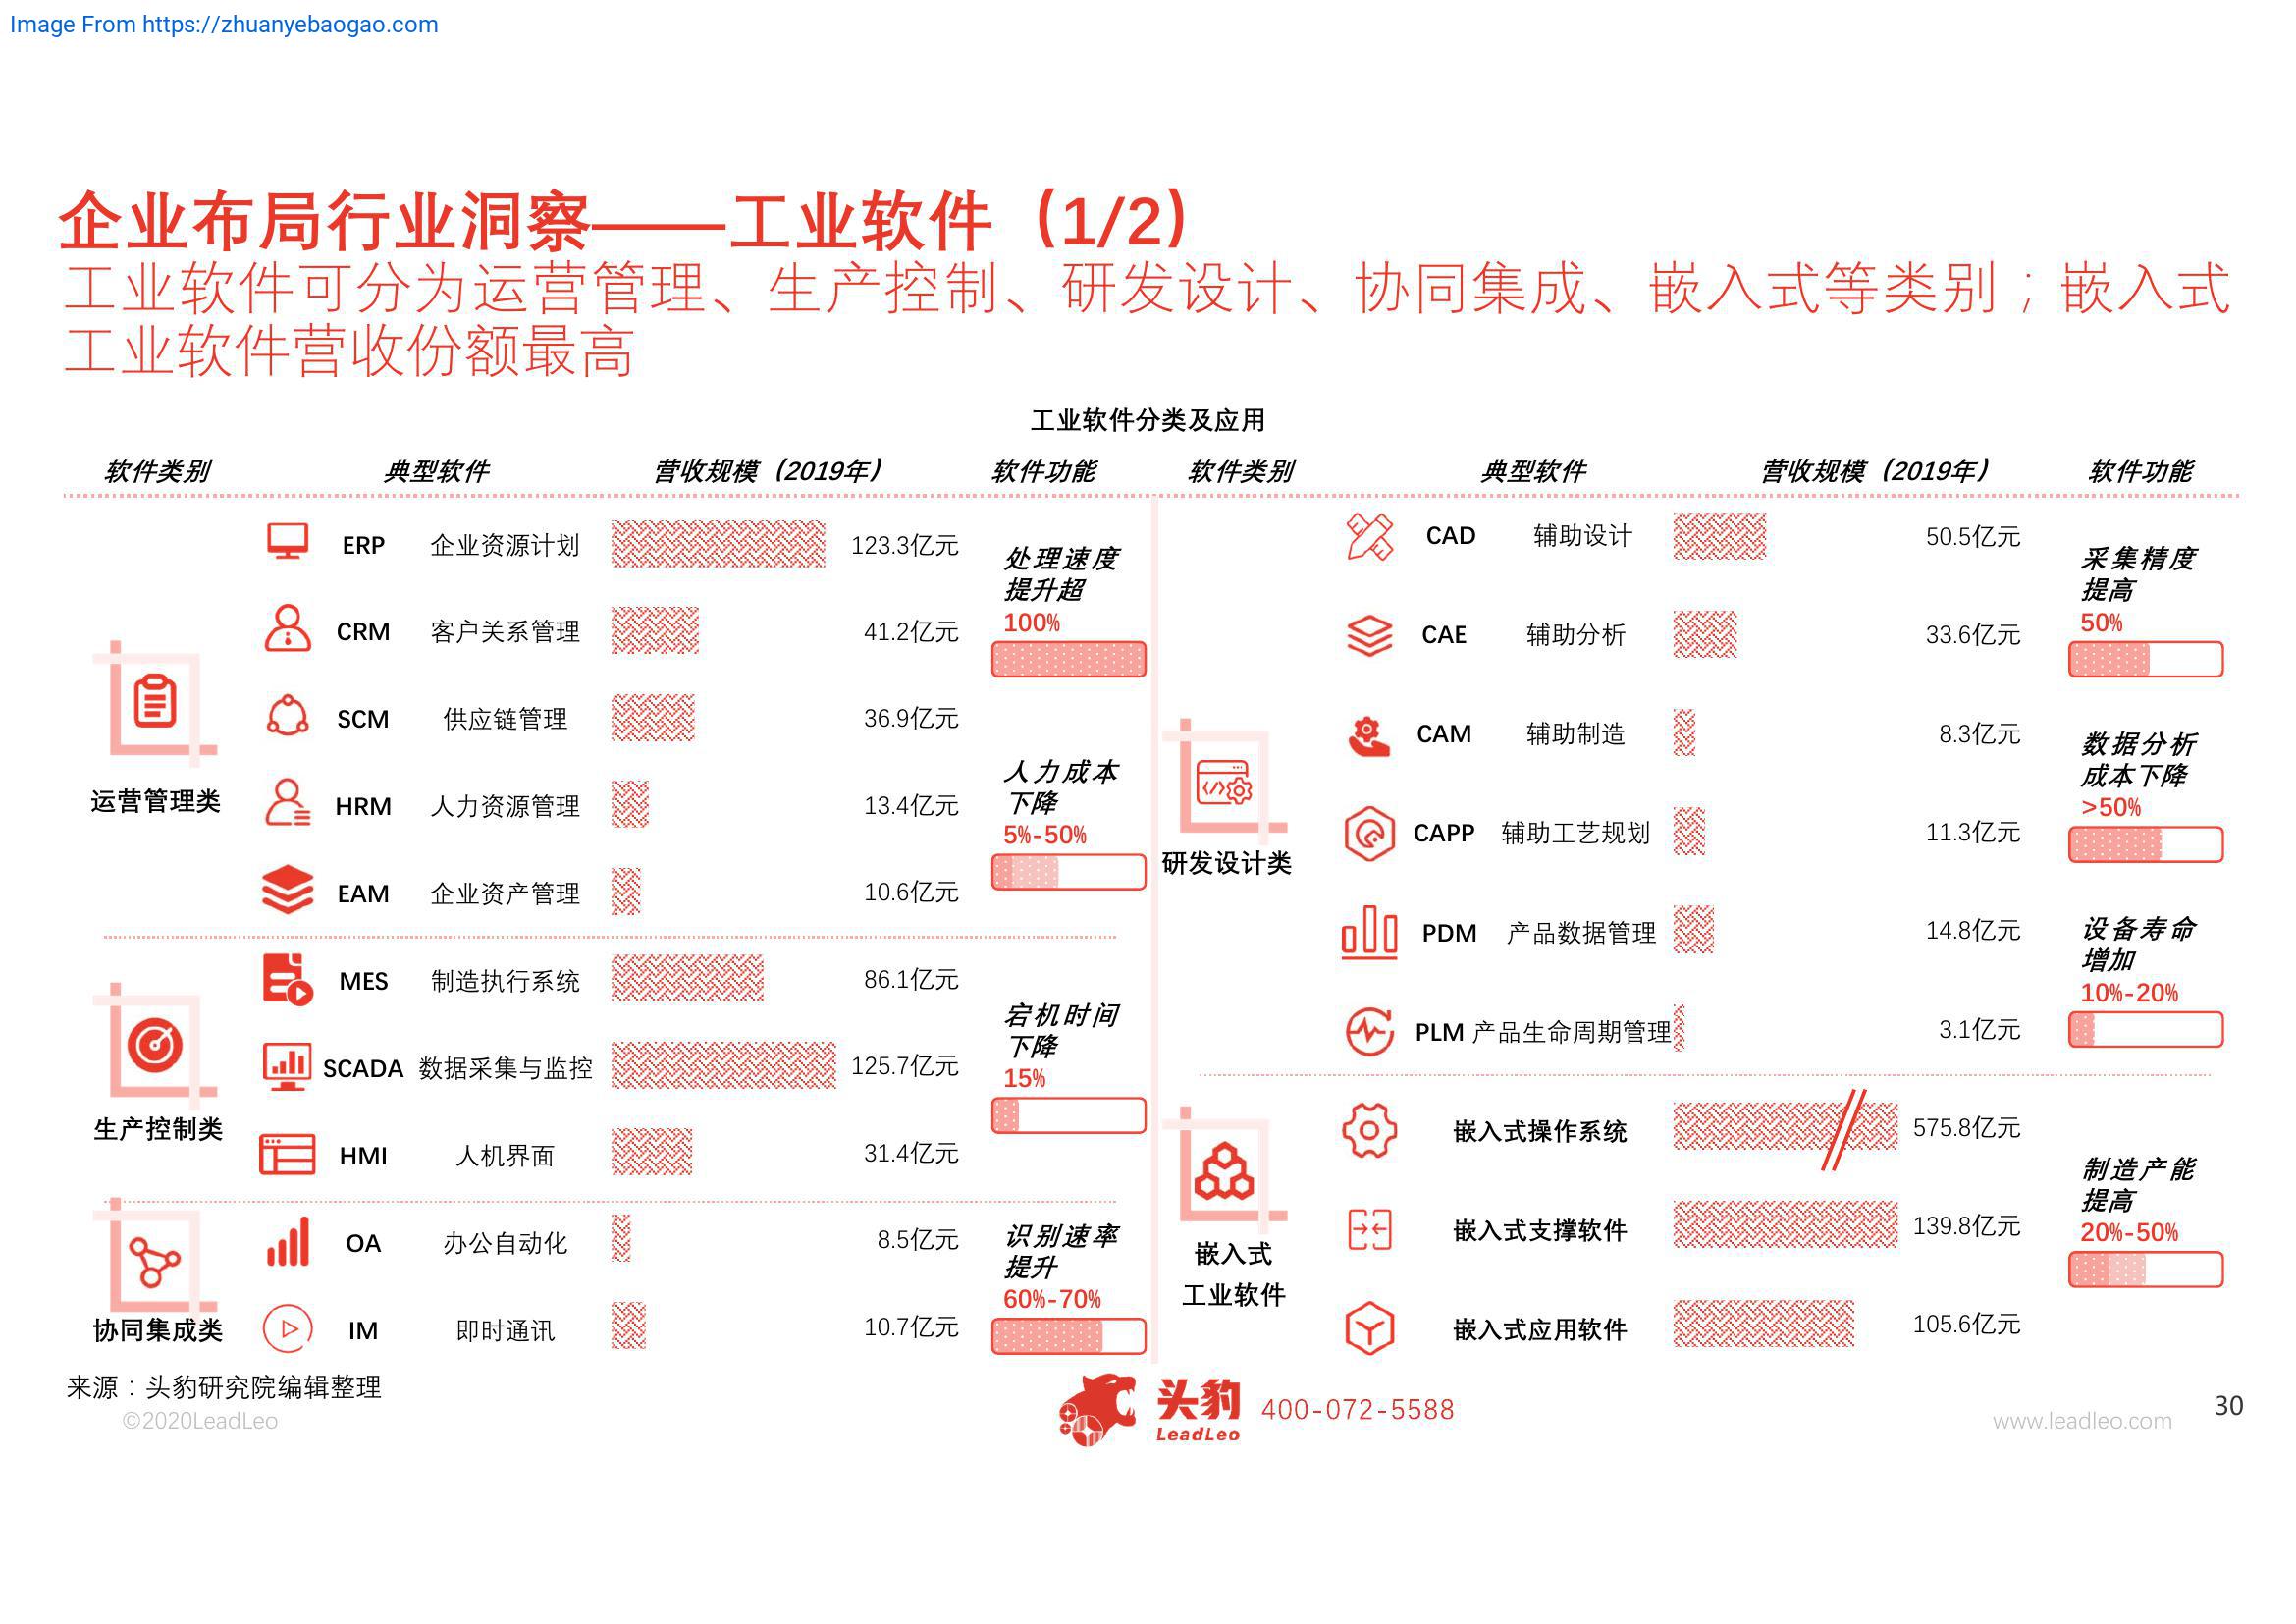 Image From https://zhuanyebaogao.com
企业布局行业洞察——工业软件（1/2）
工业软件可分为运营管理、生产控制、研发设计、协同集成、嵌入式等类别；嵌入式
工业软件营收份额最高
工业软件分类及应用
软件类别 典型软件 营收规模（2019年） 软件功能 软件类别 典型软件 营收规模（2019年） 软件功能
运营管理类
ERP 企业资源计划 123.3亿元
CRM 客户关系管理 41.2亿元
SCM 供应链管理 36.9亿元
HRM 人力资源管理 13.4亿元
EAM 企业资产管理 10.6亿元
处理速度
提升超
100%
人力成本
下降
5%-50%
生产控制类
MES 制造执行系统 86.1亿元
SCADA 数据采集与监控 125.7亿元
HMI 人机界面 31.4亿元
宕机时间
下降
15%
协同集成类
OA 办公自动化 8.5亿元
IM 即时通讯 10.7亿元
识别速率
提升
60%-70%
研发设计类
CAD 辅助设计 50.5亿元
CAE 辅助分析 33.6亿元
CAM 辅助制造 8.3亿元
CAPP 辅助工艺规划 11.3亿元
PDM 产品数据管理 14.8亿元
PLM 产品生命周期管理 3.1亿元
采集精度
提高
50%
数据分析
成本下降
>50%
设备寿命
增加
10%-20%
嵌入式
工业软件
嵌入式操作系统 575.8亿元
嵌入式支撑软件 139.8亿元
嵌入式应用软件 105.6亿元
制造产能
提高
20%-50%
来源：头豹研究院编辑整理
©2020LeadLeo
头豹
LeadLeo
400-072-5588
www.leadleo.com
30